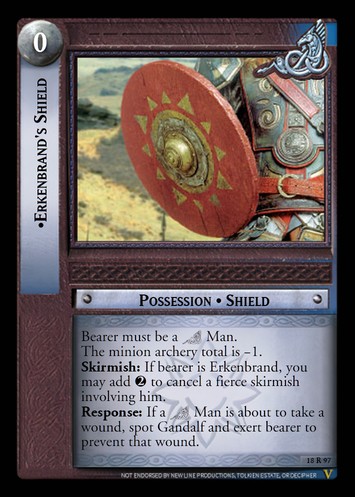 0
•Erkenbrand's Shield
Possession • Shield
Bearer must be a Man.
The minion archery total is –1.
Skirmish: If bearer is Erkenbrand, you
may add 2 to cancel a fierce skirmish
involving him.
Response: If a Man is about to take a
wound, spot Gandalf and exert bearer to
prevent that wound.
18 R 97
NOT ENDORSED BY NEW LINE PRODUCTIONS, TOLKIEN ESTATE, OR DECIPHER
V